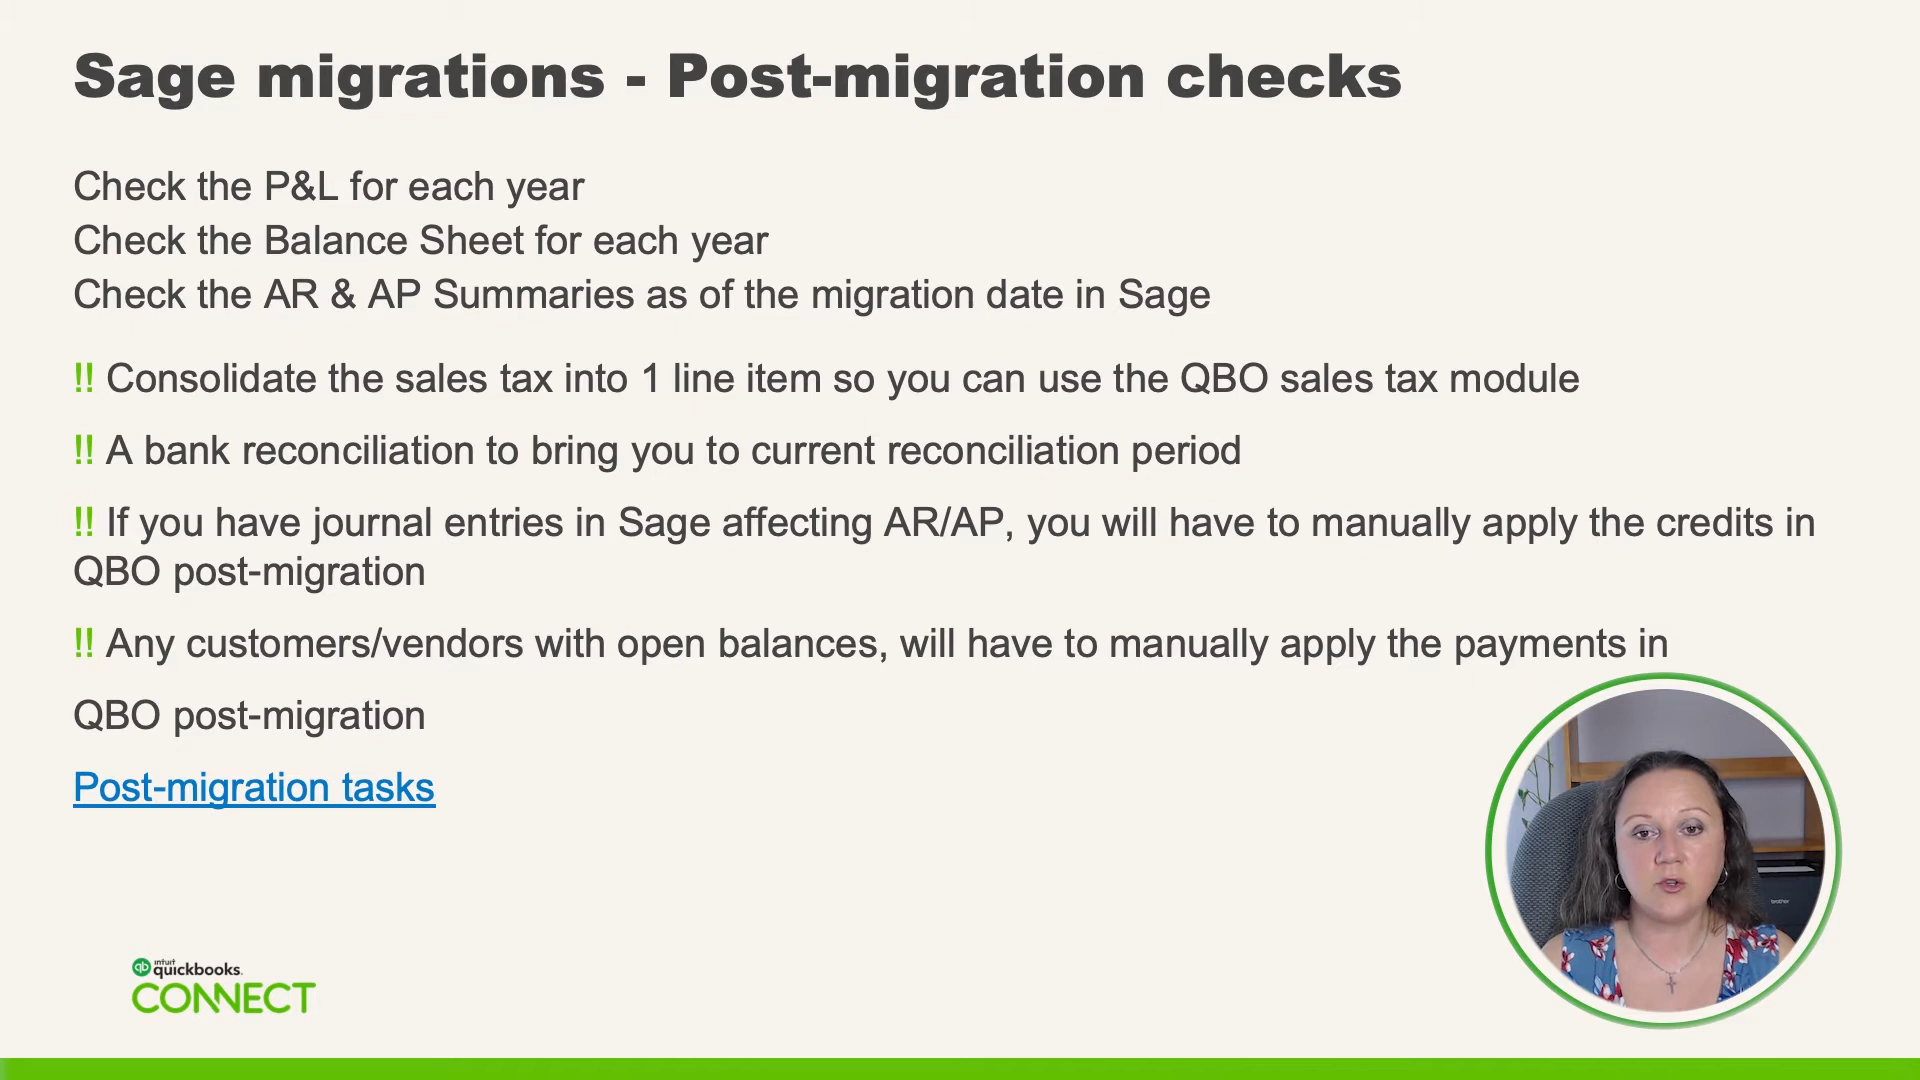 Sage migrations - Post-migration checks
Check the P&L for each year
Check the Balance Sheet for each year
Check the AR & AP Summaries as of the migration date in Sage
!! Consolidate the sales tax into 1 line item so you can use the QBO sales tax module
!! A bank reconciliation to bring you to current reconciliation period
!! If you have journal entries in Sage affecting AR/AP, you will have to manually apply the credits in
QBO post-migration
!! Any customers/vendors with open balances, will have to manually apply the payments in
QBO post-migration
Post-migration tasks
brother
qb intuit
quickbooks.
CONNECT